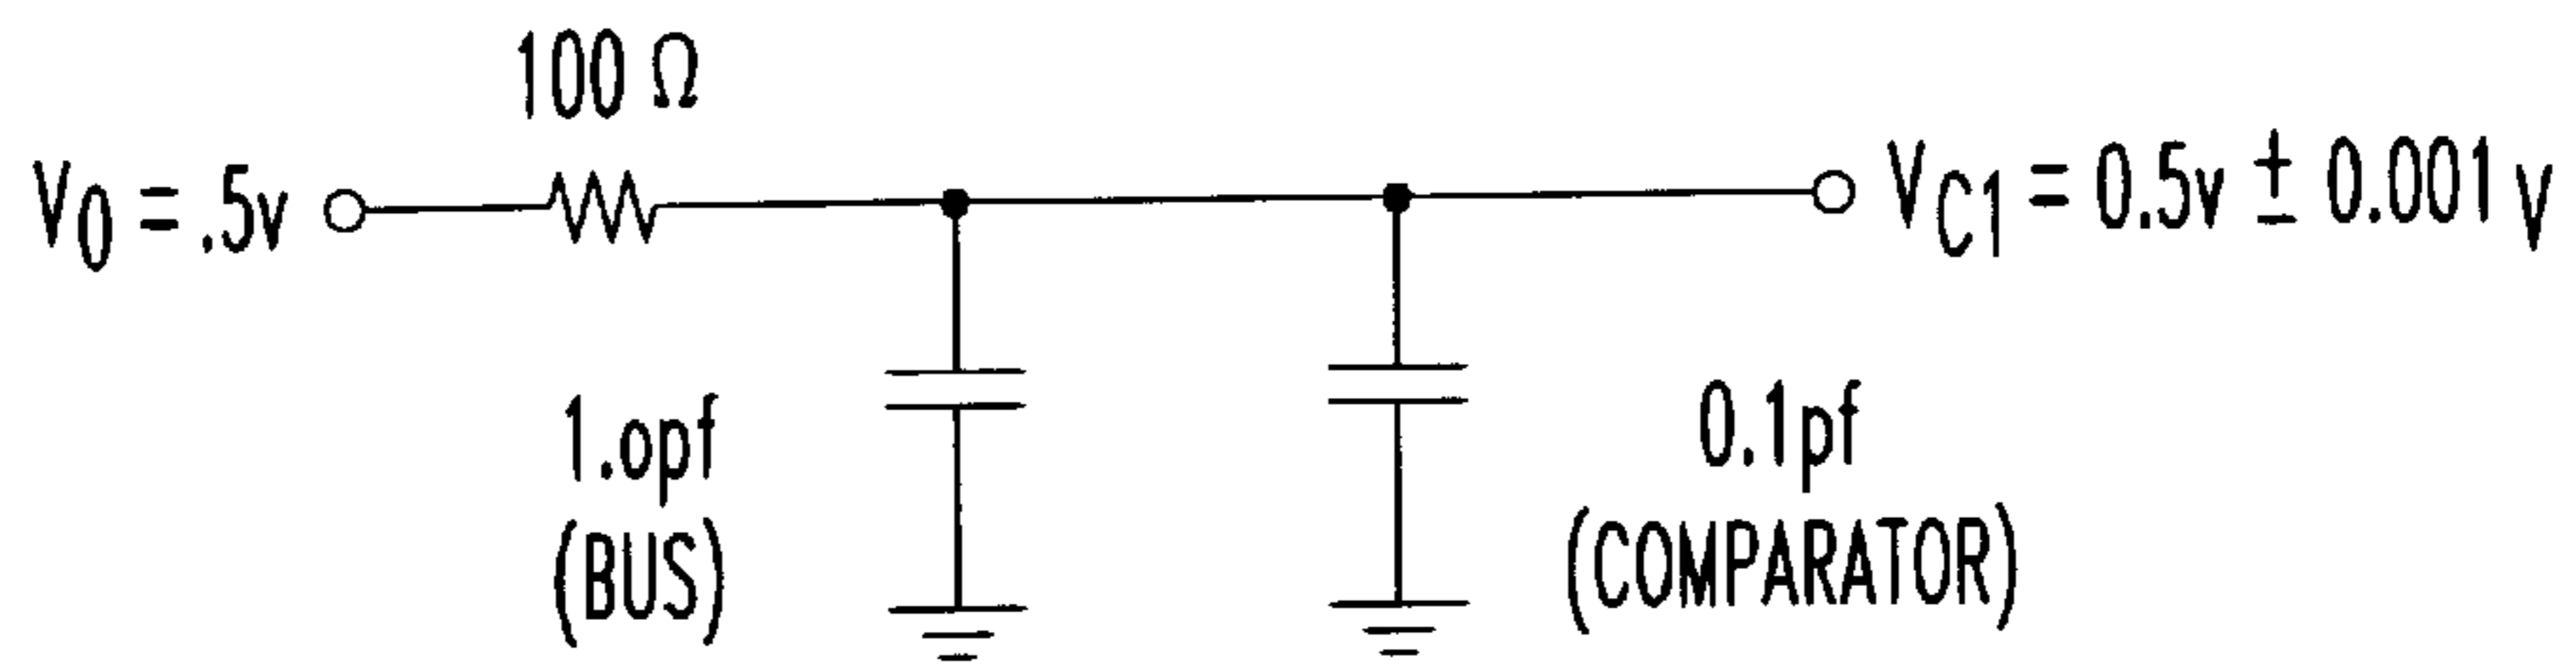 100 Ω
V0 = .5v
VC1 = 0.5v ± 0.001 v
1.opf
(BUS)
0.1pf
(COMPARATOR)